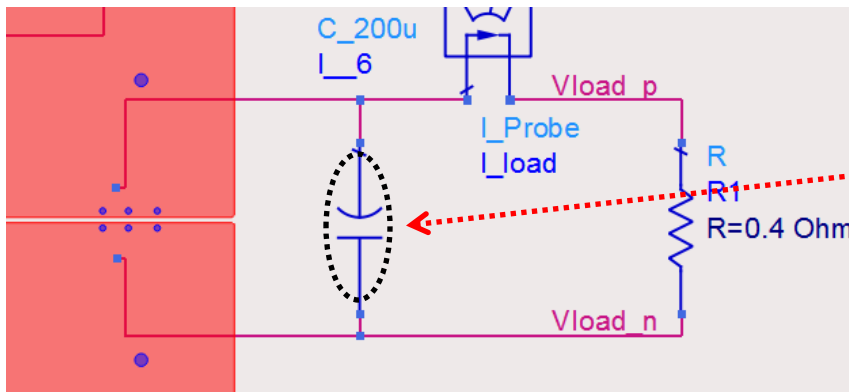 C_200u
I__6
Vload_p
I_Probe
I_load
R
R1
R=0.4 Ohm
Vload_n